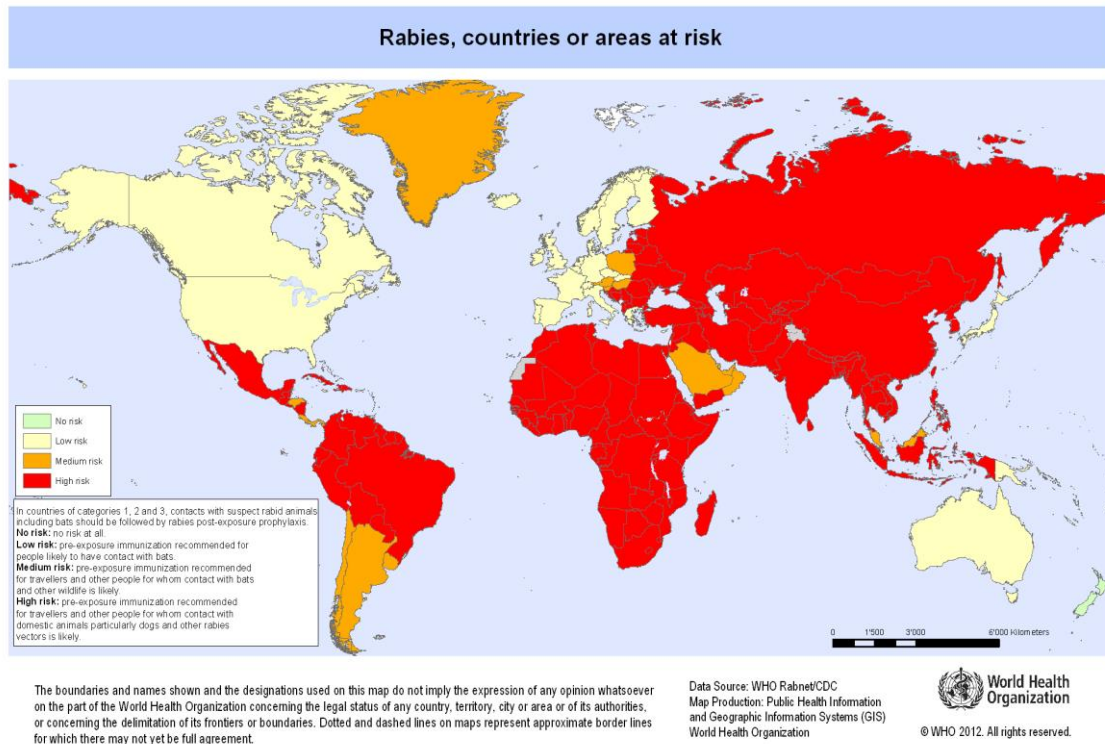 Rabies, countries or areas at risk
No risk
Low risk
Medium risk
High risk
In countries of categories 1, 2 and 3, contacts with suspect rabid animals
including bats should be followed by rabies post-exposure prophylaxis.
No risk: no risk at all.
Low risk: pre-exposure immunization recommended for
people likely to have contact with bats.
Medium risk: pre-exposure immunization recommended
for travellers and other people for whom contact with bats
and other wildlife is likely.
High risk: pre-exposure immunization recommended
for travellers and other people for whom contact with
domestic animals particularly dogs and other rabies
vectors is likely.
0 1'500 3'000 6'000 Kilometers
The boundaries and names shown and the designations used on this map do not imply the expression of any opinion whatsoever
on the part of the World Health Organization concerning the legal status of any country, territory, city or area or of its authorities,
or concerning the delimitation of its frontiers or boundaries. Dotted and dashed lines on maps represent approximate border lines
for which there may not yet be full agreement.
Data Source: WHO Rabnet/CDC
Map Production: Public Health Information
and Geographic Information Systems (GIS)
World Health Organization
World Health
Organization
© WHO 2012. All rights reserved.